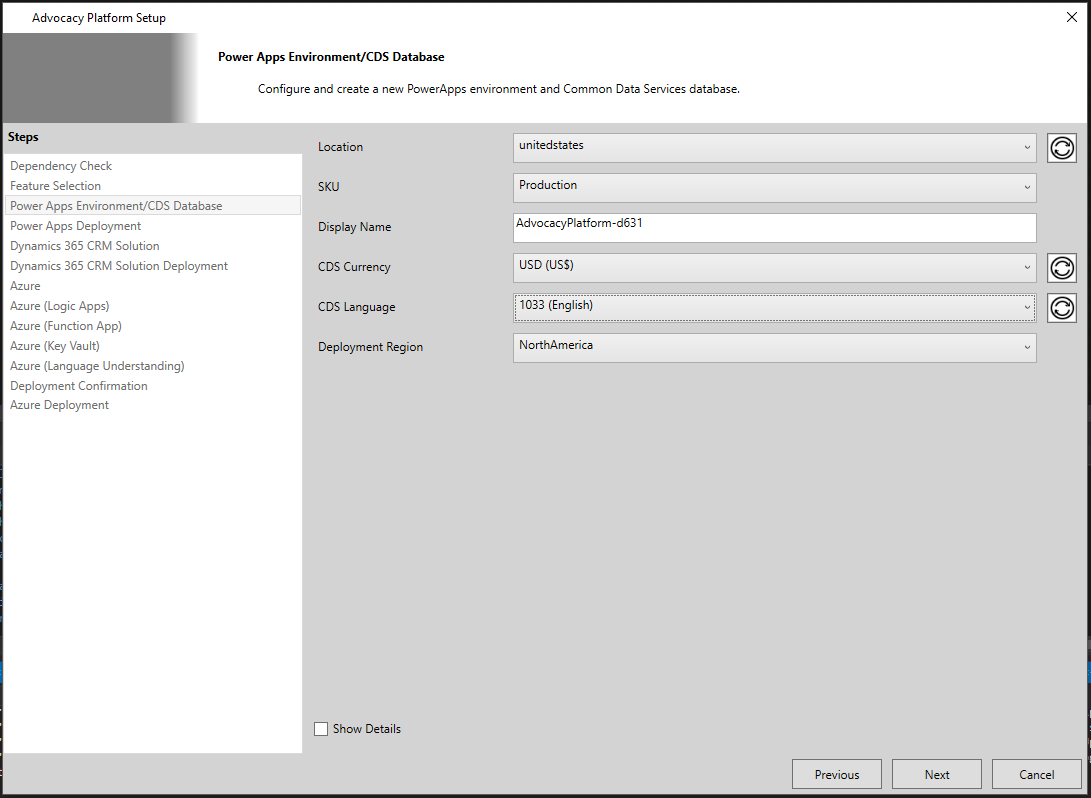 Advocacy Platform Setup
Power Apps Environment/CDS Database
Configure and create a new PowerApps environment and Common Data Services database.
Steps
Dependency Check
Feature Selection
Power Apps Environment/CDS Database
Power Apps Deployment
Dynamics 365 CRM Solution
Dynamics 365 CRM Solution Deployment
Azure
Azure (Logic Apps)
Azure (Function App)
Azure (Key Vault)
Azure (Language Understanding)
Deployment Confirmation
Azure Deployment
Location unitedstates
SKU Production
Display Name AdvocacyPlatform-d631
CDS Currency USD (US$)
CDS Language 1033 (English)
Deployment Region NorthAmerica
Show Details
Previous Next Cancel